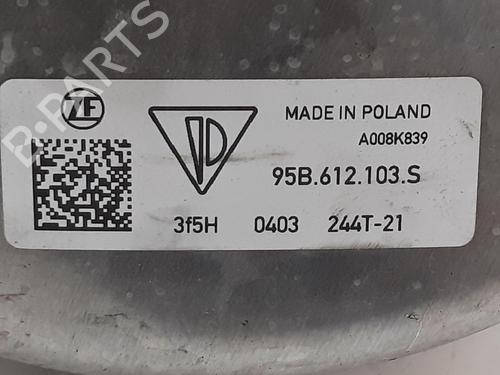 B-PARTS
ZF
MADE IN POLAND
A008K839
95B.612.103.S
3f5H 0403 244T-21